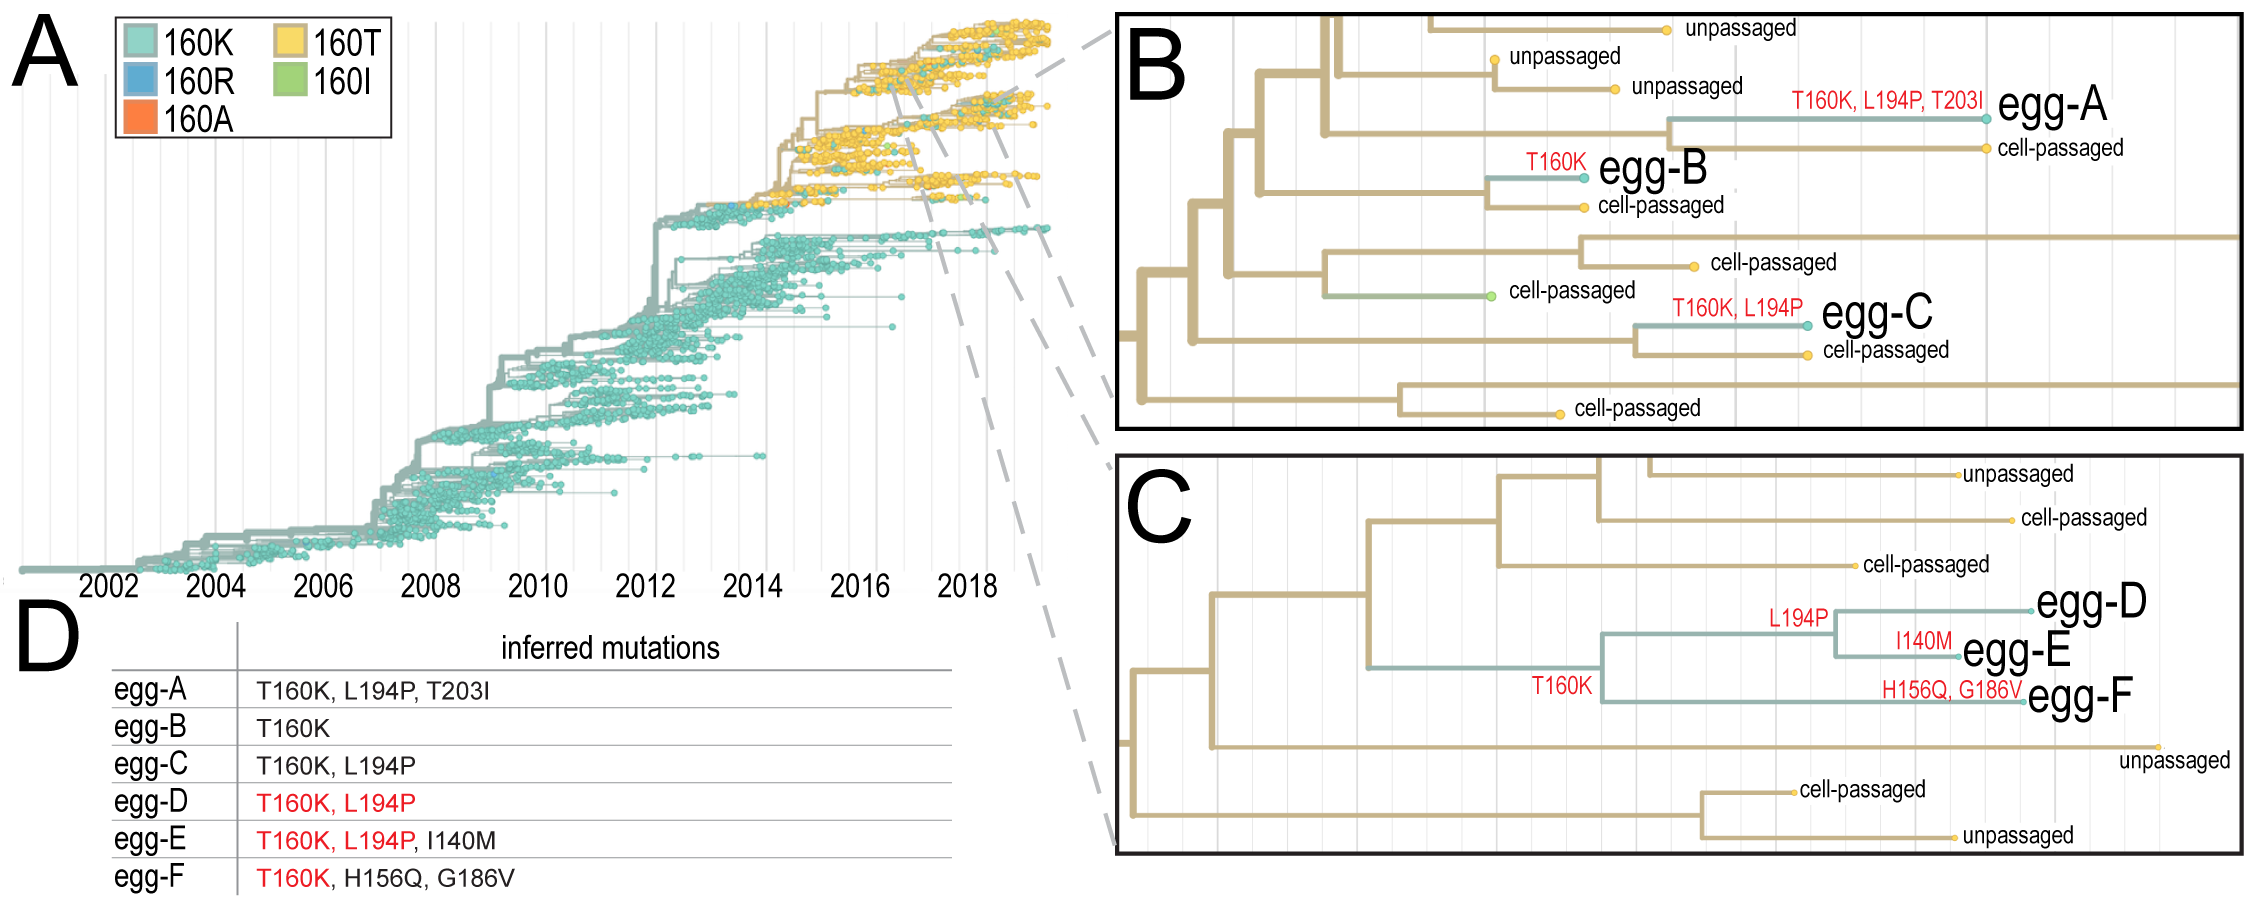 A
160K
160T
160R
160I
160A
2002 2004 2006 2008 2010 2012 2014 2016 2018
B
unpassaged
unpassaged
unpassaged
T160K, L194P, T203I
egg-A
cell-passaged
T160K
egg-B
cell-passaged
cell-passaged
cell-passaged
T160K, L194P
egg-C
cell-passaged
cell-passaged
C
unpassaged
cell-passaged
cell-passaged
egg-D
L194P
I140M
egg-E
T160K
H156Q, G186V
egg-F
unpassaged
cell-passaged
unpassaged
D
inferred mutations
egg-A T160K, L194P, T203I
egg-B T160K
egg-C T160K, L194P
egg-D T160K, L194P
egg-E T160K, L194P, I140M
egg-F T160K, H156Q, G186V